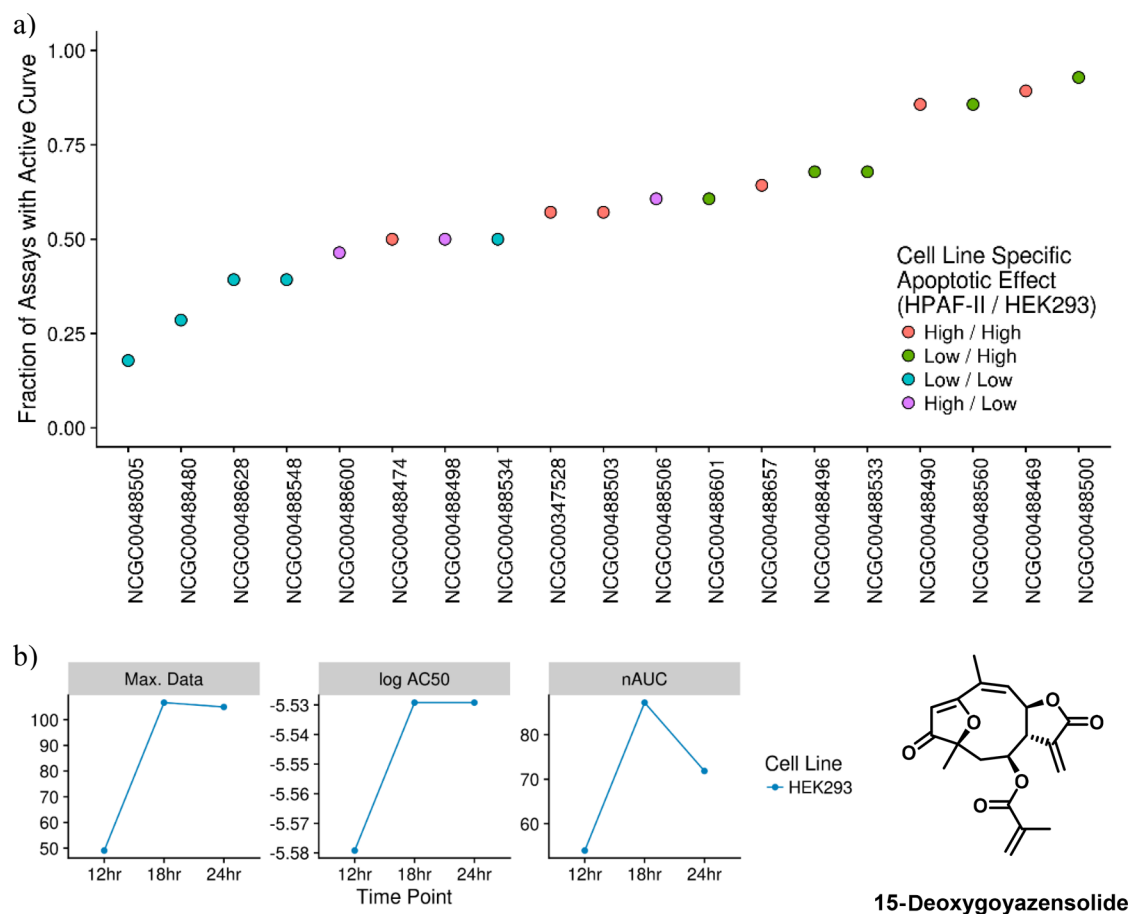 a)
Fraction of Assays with Active Curve
1.00
0.75
0.50
0.25
0.00
Cell Line Specific
Apoptotic Effect
(HPAF-II / HEK293)
High / High
Low / High
Low / Low
High / Low
NCGC00488505
NCGC00488480
NCGC00488628
NCGC00488548
NCGC00488600
NCGC00488474
NCGC00488498
NCGC00488534
NCGC00347528
NCGC00488503
NCGC00488506
NCGC00488601
NCGC00488657
NCGC00488496
NCGC00488533
NCGC00488490
NCGC00488560
NCGC00488469
NCGC00488500
b)
Max. Data
100
90
80
70
60
50
12hr 18hr 24hr
log AC50
-5.53
-5.54
-5.55
-5.56
-5.57
-5.58
12hr 18hr 24hr
nAUC
80
70
60
12hr 18hr 24hr
Time Point
Cell Line
HEK293
O
O
O
O
O
O
O
15-Deoxygoyazensolide